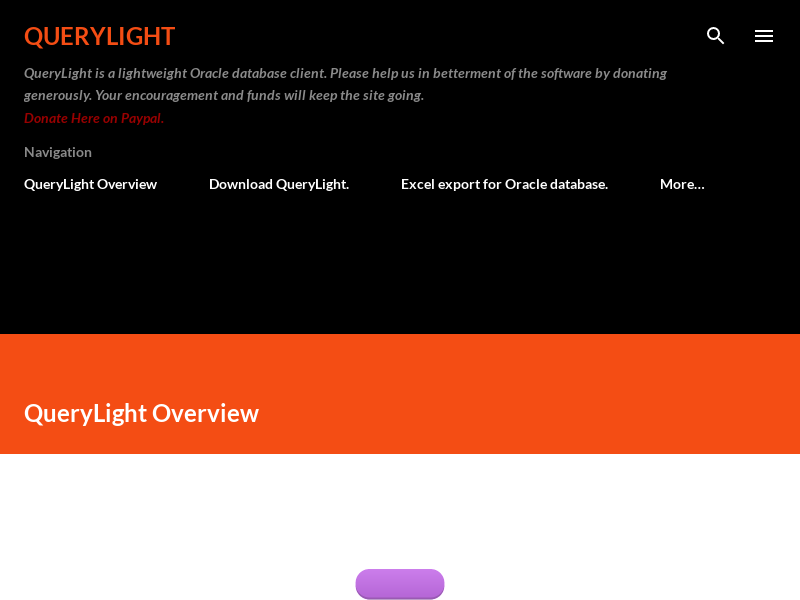 QUERYLIGHT
QueryLight is a lightweight Oracle database client. Please help us in betterment of the software by donating
generously. Your encouragement and funds will keep the site going.
Donate Here on Paypal.
Navigation
QueryLight Overview
Download QueryLight.
Excel export for Oracle database.
More…
QueryLight Overview